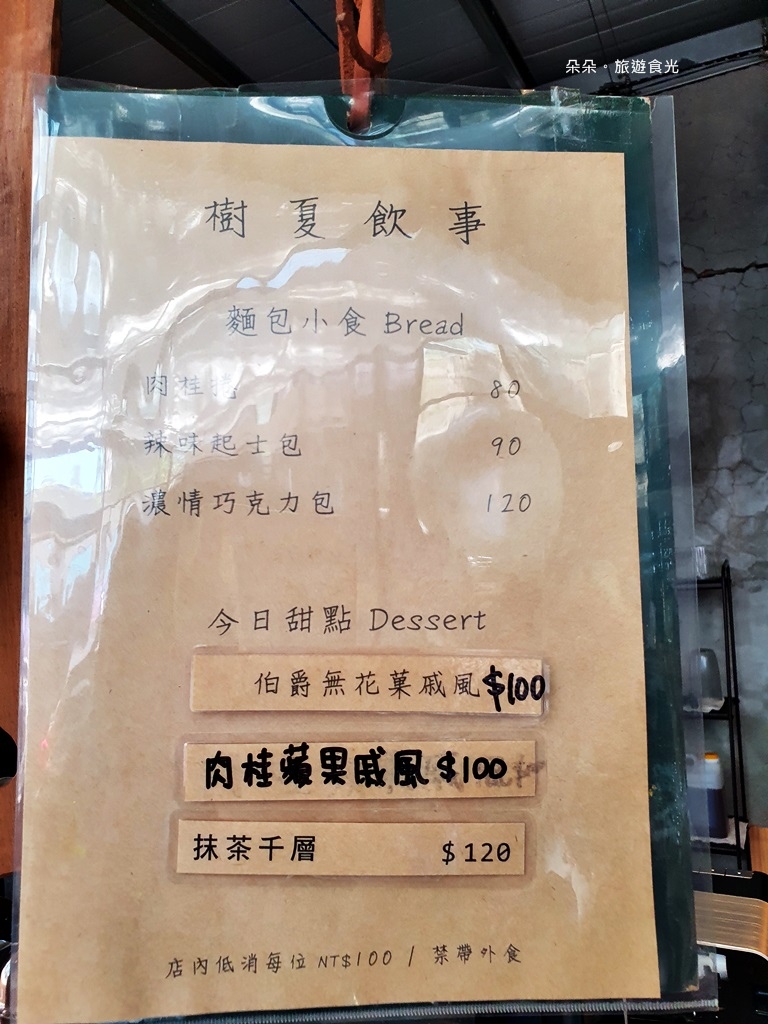 朵朵。旅遊食光
樹夏飲事
麵包小食 Bread
肉桂捲 80
辣味起士包 90
濃情巧克力包 120
今日甜點 Dessert
伯爵無花菓戚風 $100
肉桂蘋果戚風 $100
抹茶千層 $120
店內低消每位 NT$100 / 禁帶外食